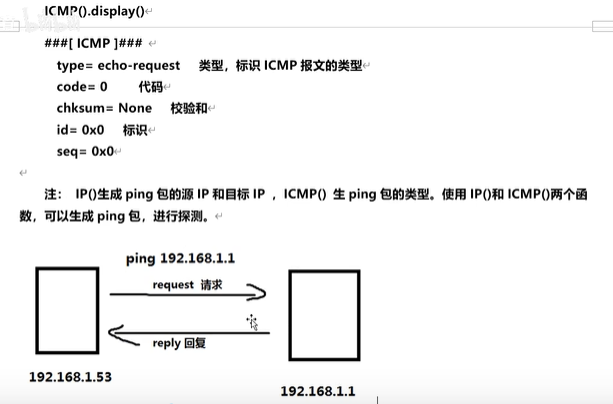 ICMP().display()
###[ ICMP ]###
type= echo-request 类型，标识 ICMP 报文的类型
code= 0 代码
chksum= None 校验和
id= 0x0 标识
seq= 0x0
注： IP()生成 ping 包的源 IP 和目标 IP ，ICMP() 生 ping 包的类型。使用 IP()和 ICMP()两个函
数，可以生成 ping 包，进行探测。
ping 192.168.1.1
request 请求
reply 回复
192.168.1.53
192.168.1.1